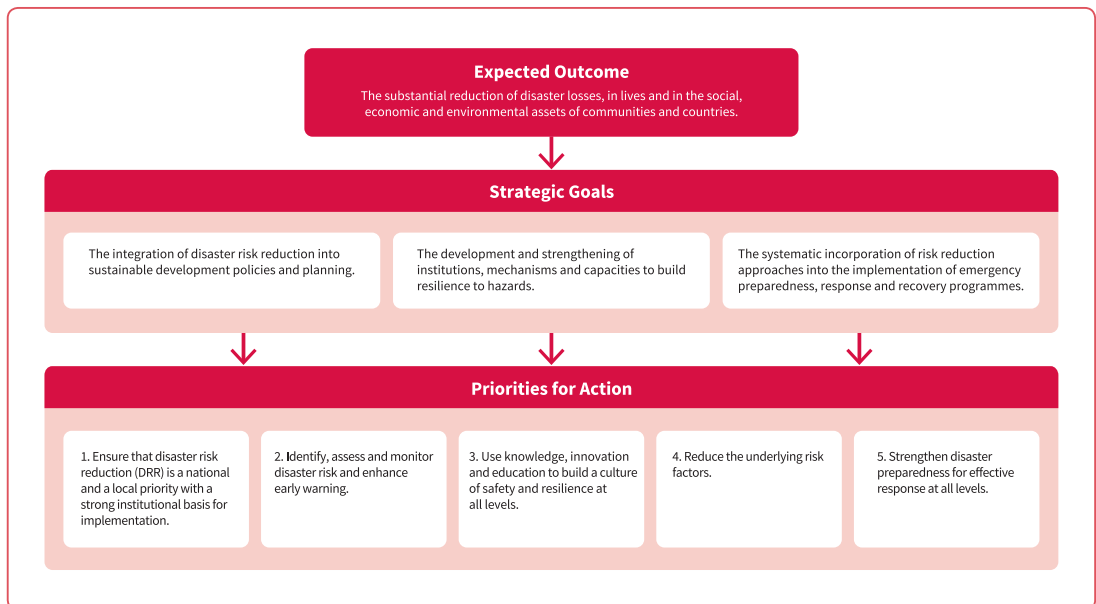 Expected Outcome
The substantial reduction of disaster losses, in lives and in the social,
economic and environmental assets of communities and countries.
Strategic Goals
The integration of disaster risk reduction into
sustainable development policies and planning.
The development and strengthening of
institutions, mechanisms and capacities to build
resilience to hazards.
The systematic incorporation of risk reduction
approaches into the implementation of emergency
preparedness, response and recovery programmes.
Priorities for Action
1. Ensure that disaster risk
reduction (DRR) is a national
and a local priority with a
strong institutional basis for
implementation.
2. Identify, assess and monitor
disaster risk and enhance
early warning.
3. Use knowledge, innovation
and education to build a culture
of safety and resilience at
all levels.
4. Reduce the underlying risk
factors.
5. Strengthen disaster
preparedness for effective
response at all levels.